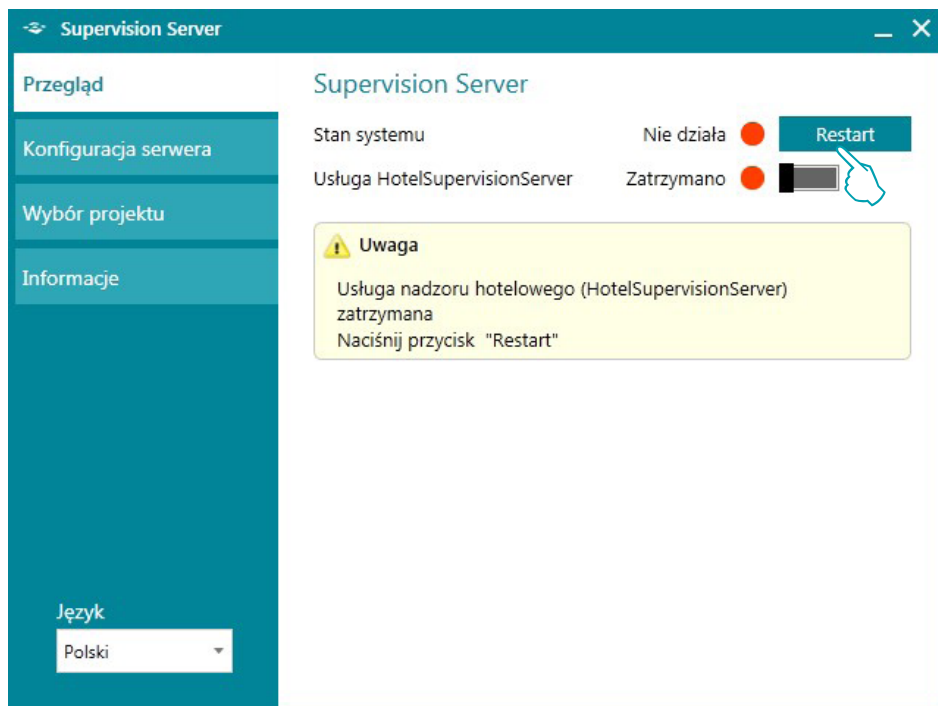 Supervision Server
Przegląd
Konfiguracja serwera
Wybór projektu
Informacje
Język
Polski
Supervision Server
Stan systemu Nie działa Restart
Usługa HotelSupervisionServer Zatrzymano
Uwaga
Usługa nadzoru hotelowego (HotelSupervisionServer)
zatrzymana
Naciśnij przycisk "Restart"